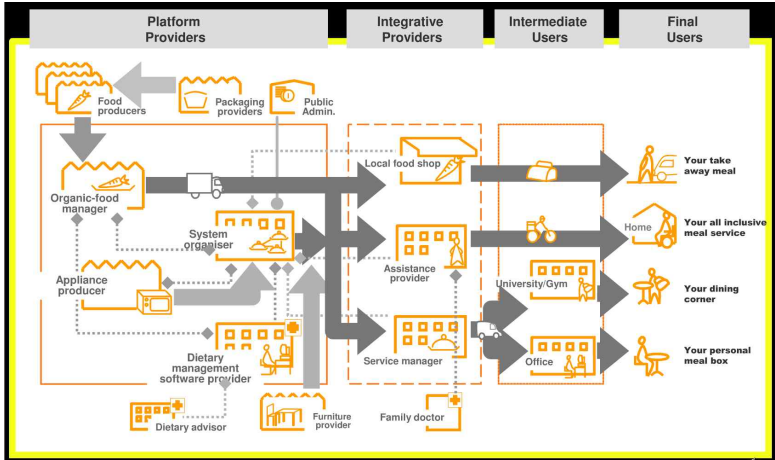 Platform
Providers
Integrative
Providers
Intermediate
Users
Final
Users
Food
producers
Packaging
providers
Public
Admin.
Local food shop
Your take
away meal
Organic-food
manager
System
organiser
Assistance
provider
Home
Your all inclusive
meal service
Appliance
producer
University/Gym
Your dining
corner
Dietary
management
software provider
Service manager
Office
Your personal
meal box
Dietary advisor
Furniture
provider
Family doctor